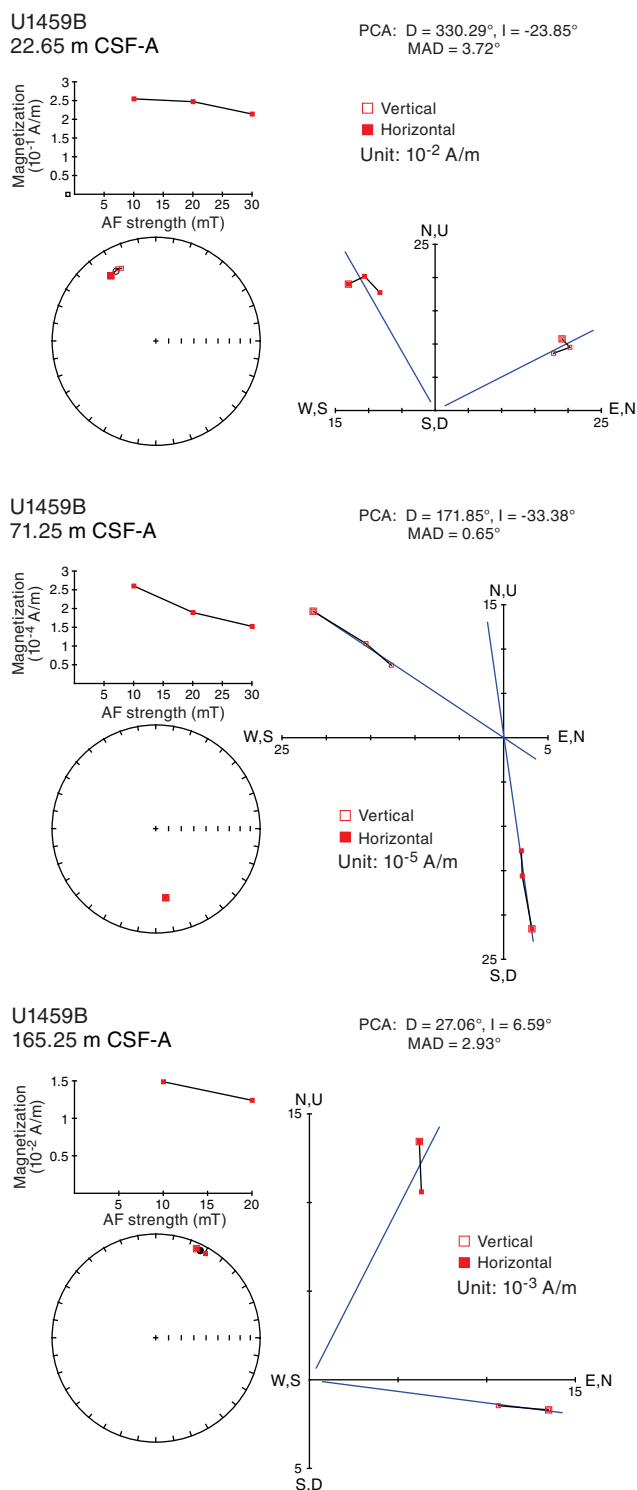 U1459B
22.65 m CSF-A
PCA: D = 330.29°, I = -23.85°
MAD = 3.72°
Magnetization
(10-1 A/m)
3
2.5
2
1.5
1
0.5
5 10 15 20 25 30
AF strength (mT)
Vertical
Horizontal
Unit: 10-2 A/m
N,U
25
W,S
15
S,D
E,N
25
U1459B
71.25 m CSF-A
PCA: D = 171.85°, I = -33.38°
MAD = 0.65°
Magnetization
(10-4 A/m)
3
2.5
2
1.5
1
0.5
5 10 15 20 25 30
AF strength (mT)
N,U
15
W,S
25
E,N
5
Vertical
Horizontal
Unit: 10-5 A/m
25
S,D
U1459B
165.25 m CSF-A
PCA: D = 27.06°, I = 6.59°
MAD = 2.93°
Magnetization
(10-2 A/m)
1.5
1
0.5
5 10 15 20
AF strength (mT)
N,U
15
Vertical
Horizontal
Unit: 10-3 A/m
W,S
E,N
15
5
S,D